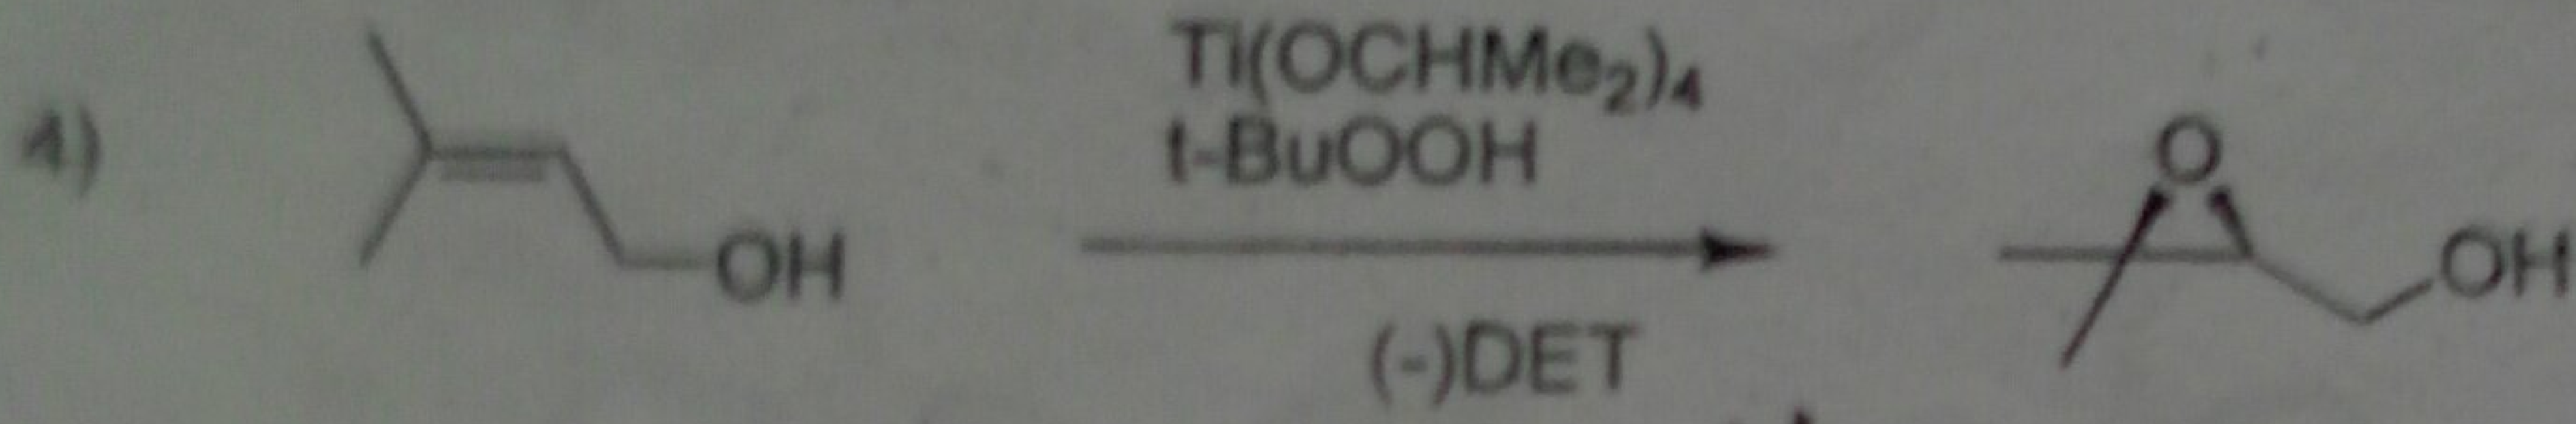 4)
OH
Ti(OCHMe₂)₄
t-BuOOH
(-)DET
O
OH